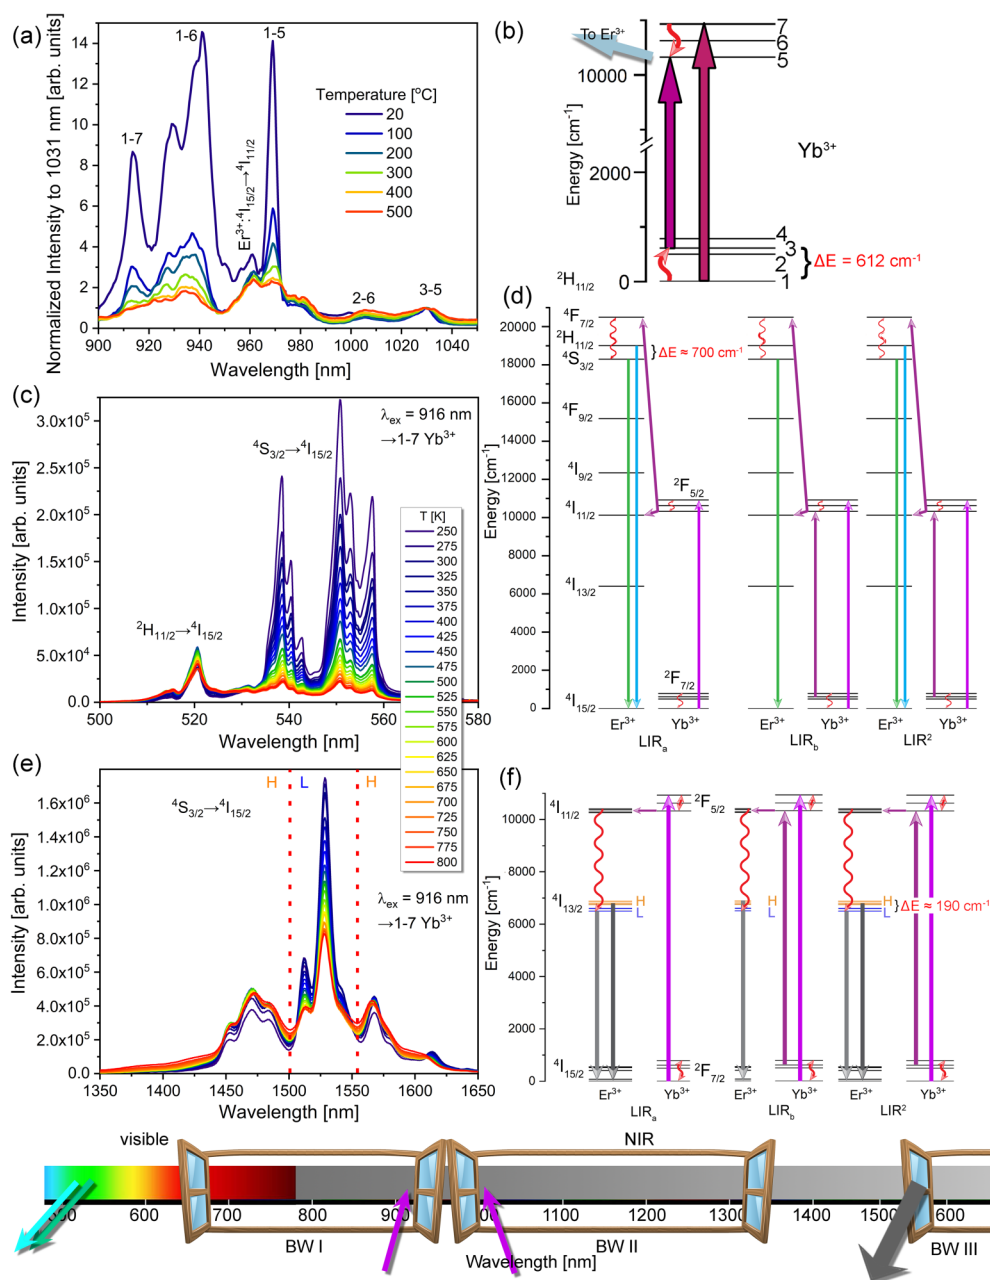 (a)
Normalized Intensity to 1031 nm [arb. units]
14
12
10
8
6
4
2
0
1-7
1-6
1-5
Er³⁺:⁴I₁₅/₂→⁴I₁₁/₂
2-6
3-5
Temperature [°C]
20
100
200
300
400
500
900 920 940 960 980 1000 1020 1040
Wavelength [nm]
(b)
To Er³⁺
Energy [cm⁻¹]
10000
2000
0
7
6
5
4
3
2
1
Yb³⁺
ΔE = 612 cm⁻¹
(c)
Intensity [arb. units]
3.0x10⁵
2.5x10⁵
2.0x10⁵
1.5x10⁵
1.0x10⁵
5.0x10⁴
0.0
λex = 916 nm
→1-7 Yb³⁺
⁴S₃/₂→⁴I₁₅/₂
²H₁₁/₂→⁴I₁₅/₂
500 520 540 560 580
Wavelength [nm]
T [K]
250
275
300
325
350
375
400
425
450
475
500
525
550
575
600
625
650
675
700
725
750
775
800
(d)
Energy [cm⁻¹]
20000
18000
16000
14000
12000
10000
8000
6000
4000
2000
0
²H₁₁/₂
⁴F₇/₂
²H₁₁/₂
⁴S₃/₂
⁴F₉/₂
⁴I₉/₂
⁴I₁₁/₂
⁴I₁₃/₂
⁴I₁₅/₂
ΔE ≈ 700 cm⁻¹
²F₅/₂
²F₇/₂
Er³⁺ Yb³⁺ Er³⁺ Yb³⁺ Er³⁺ Yb³⁺
LIRₐ LIR_b LIR²
(e)
Intensity [arb. units]
1.6x10⁶
1.4x10⁶
1.2x10⁶
1.0x10⁶
8.0x10⁵
6.0x10⁵
4.0x10⁵
2.0x10⁵
0.0
H L H
⁴S₃/₂→⁴I₁₅/₂
λex = 916 nm
→1-7 Yb³⁺
1350 1400 1450 1500 1550 1600 1650
Wavelength [nm]
(f)
Energy [cm⁻¹]
10000
8000
6000
4000
2000
0
⁴I₁₁/₂
⁴I₁₃/₂
⁴I₁₅/₂
²F₅/₂
²F₇/₂
H H H
L L L
ΔE ≈ 190 cm⁻¹
Er³⁺ Yb³⁺ Er³⁺ Yb³⁺ Er³⁺ Yb³⁺
LIRₐ LIR_b LIR²
visible NIR
600 700 800 1100 1200 1300 1400
BW I BW II BW III
Wavelength [nm]